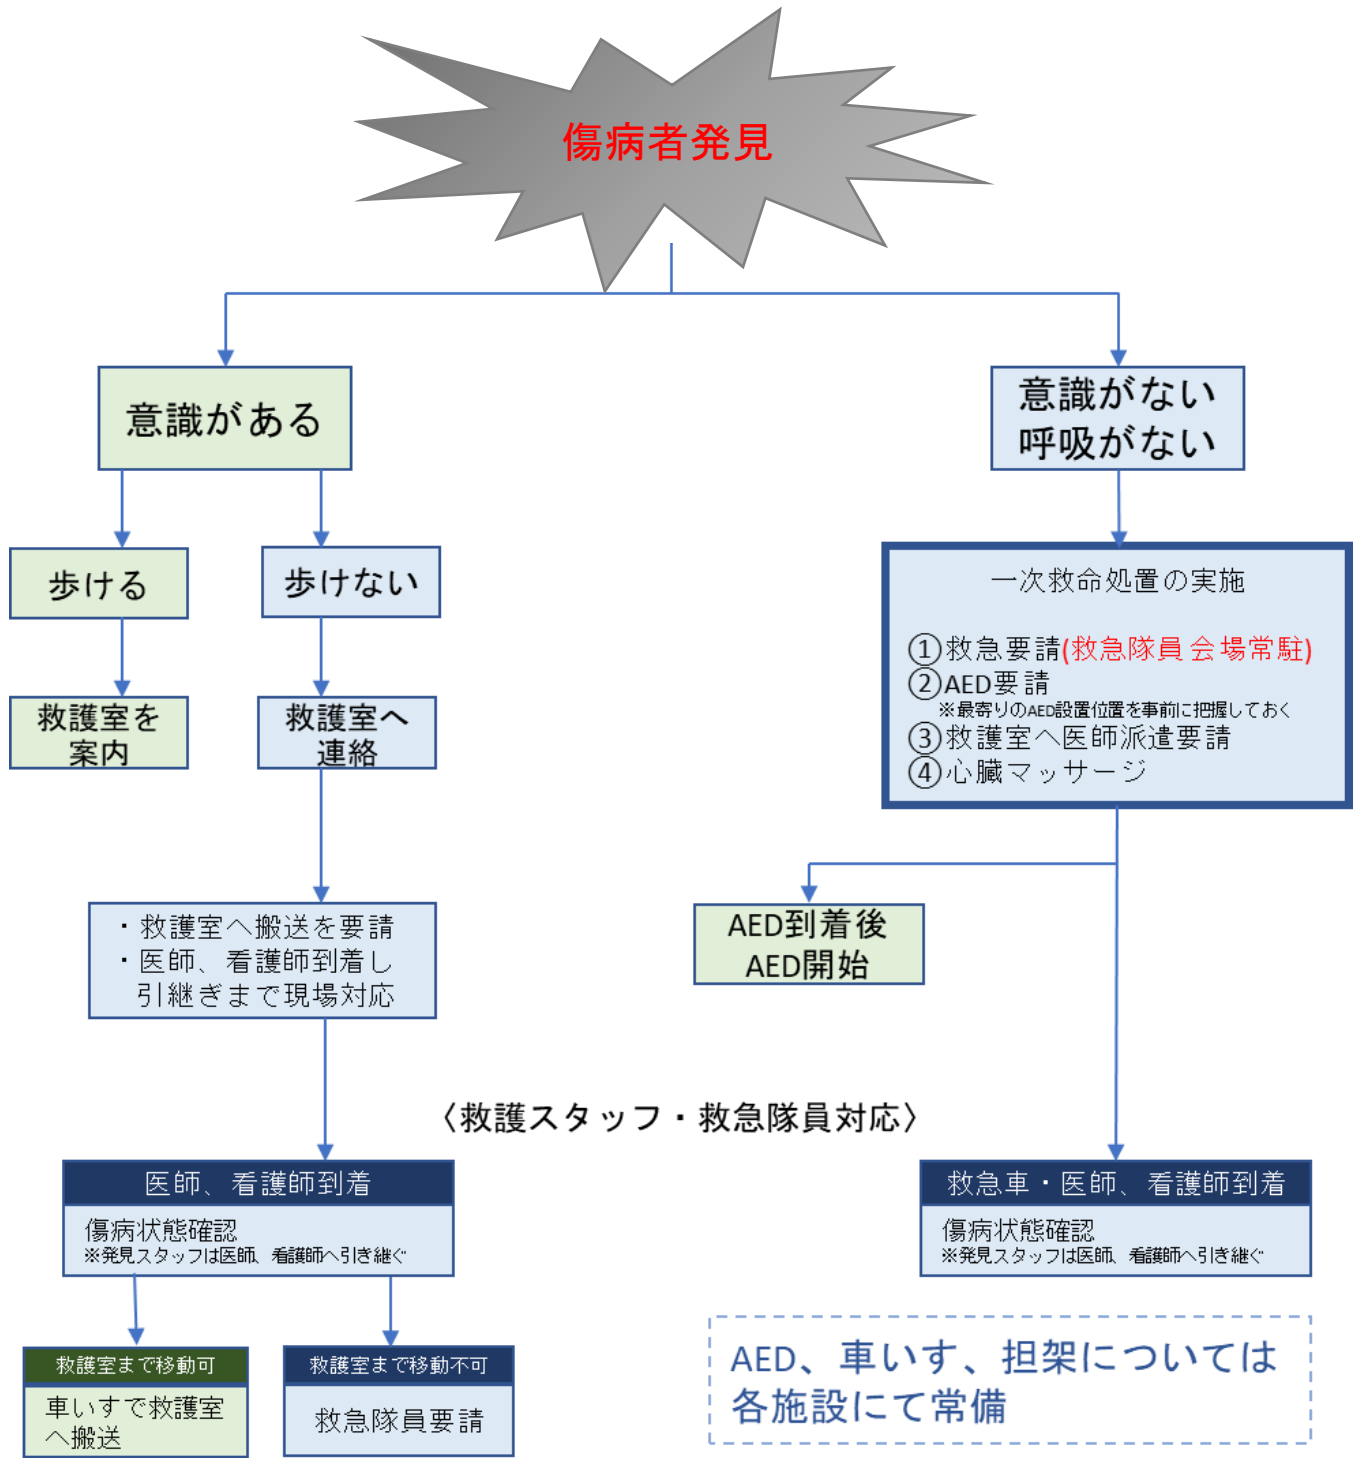 傷病者発見
意識がある
歩ける
救護室を
案内
歩けない
救護室へ
連絡
・救護室へ搬送を要請
・医師、看護師到着し
引継ぎまで現場対応
意識がない
呼吸がない
一次救命処置の実施
①救急要請(救急隊員会場常駐)
②AED要請
※最寄りのAED設置位置を事前に把握しておく
③救護室へ医師派遣要請
④心臓マッサージ
AED到着後
AED開始
〈救護スタッフ・救急隊員対応〉
医師、看護師到着
傷病状態確認
※発見スタッフは医師、看護師へ引き継ぐ
救護室まで移動可
車いすで救護室
へ搬送
救護室まで移動不可
救急隊員要請
救急車・医師、看護師到着
傷病状態確認
※発見スタッフは医師、看護師へ引き継ぐ
AED、車いす、担架については
各施設にて常備